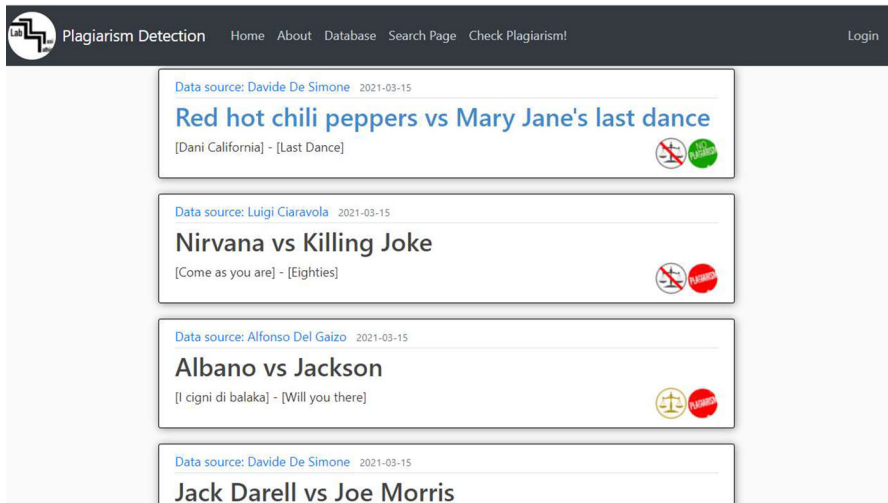 Lab
Plagiarism Detection Home About Database Search Page Check Plagiarism! Login
Data source: Davide De Simone 2021-03-15
Red hot chili peppers vs Mary Jane's last dance
[Dani California] - [Last Dance]
NO
PLAGIARISM
Data source: Luigi Ciaravola 2021-03-15
Nirvana vs Killing Joke
[Come as you are] - [Eighties]
PLAGIARISM
Data source: Alfonso Del Gaizo 2021-03-15
Albano vs Jackson
[I cigni di balaka] - [Will you there]
PLAGIARISM
Data source: Davide De Simone 2021-03-15
Jack Darell vs Joe Morris